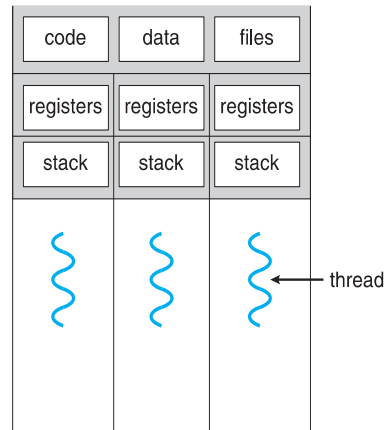 code data files
registers registers registers
stack stack stack
thread